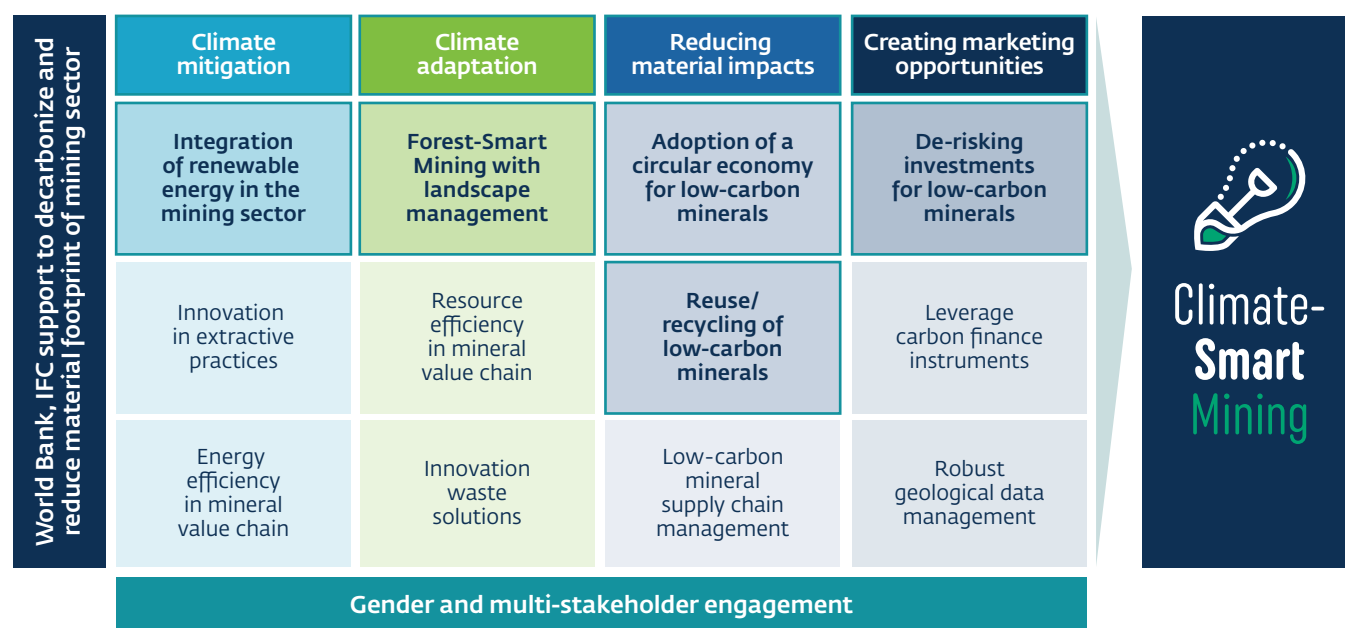 World Bank, IFC support to decarbonize and
reduce material footprint of mining sector
Climate
mitigation
Climate
adaptation
Reducing
material impacts
Creating marketing
opportunities
Integration
of renewable
energy in the
mining sector
Forest-Smart
Mining with
landscape
management
Adoption of a
circular economy
for low-carbon
minerals
De-risking
investments
for low-carbon
minerals
Innovation
in extractive
practices
Resource
efficiency
in mineral
value chain
Reuse/
recycling of
low-carbon
minerals
Leverage
carbon finance
instruments
Energy
efficiency
in mineral
value chain
Innovation
waste
solutions
Low-carbon
mineral
supply chain
management
Robust
geological data
management
Gender and multi-stakeholder engagement
Climate-
Smart
Mining